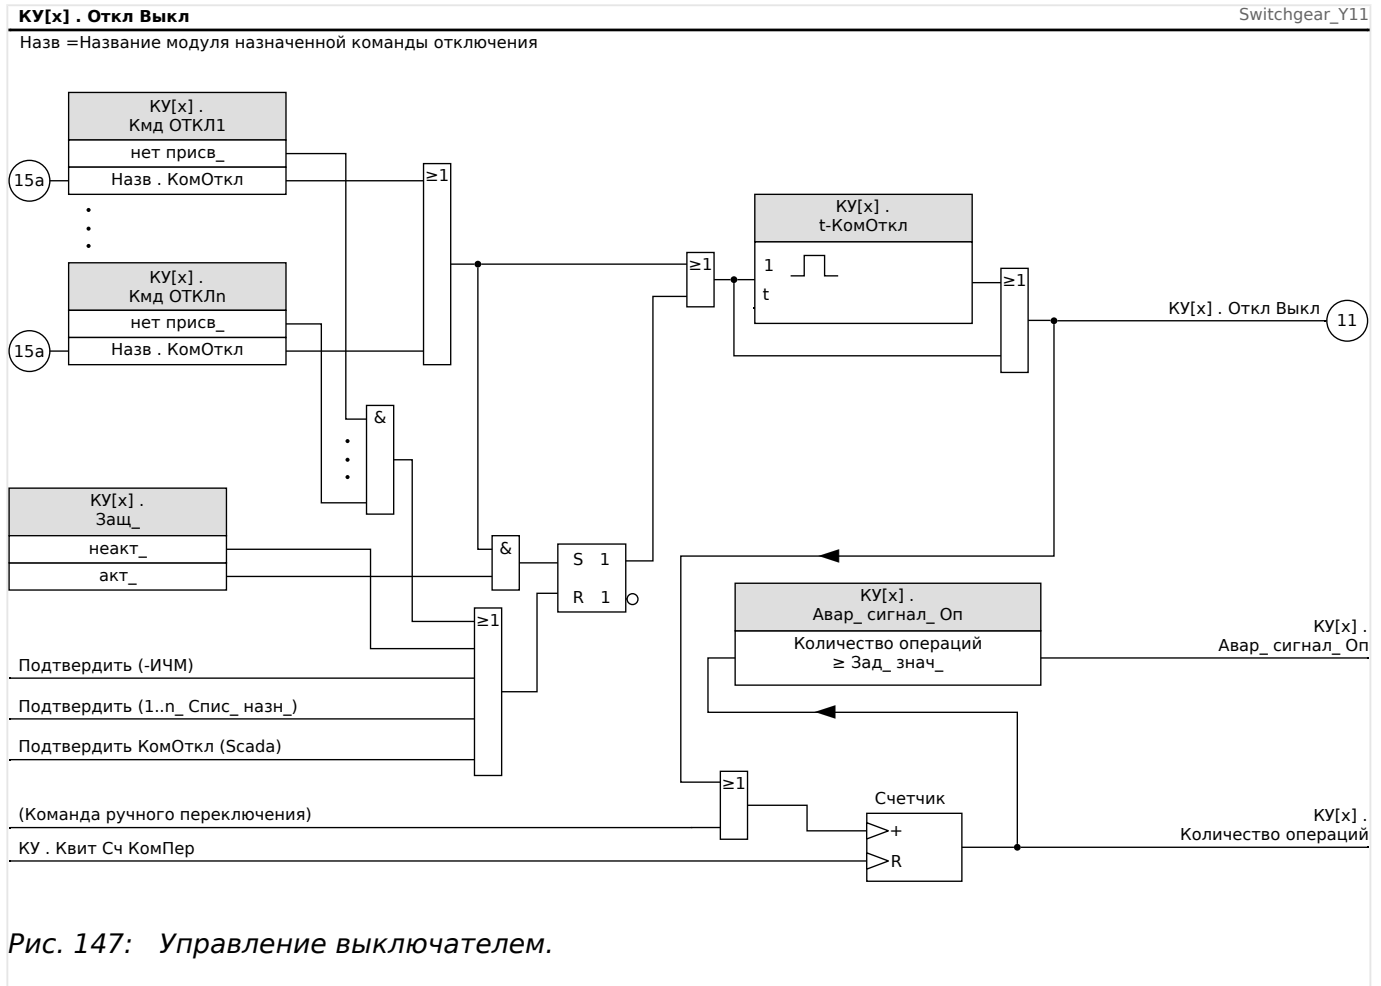 КУ[x] . Откл Выкл
Switchgear_Y11
Назв =Название модуля назначенной команды отключения
КУ[x] .
Кмд ОТКЛ1
нет присв_
15a
Назв . КомОткл
≥1
КУ[x] .
t-КомОткл
1
t
≥1
≥1
КУ[x] . Откл Выкл
11
КУ[x] .
Кмд ОТКЛn
нет присв_
15a
Назв . КомОткл
&
КУ[x] .
Защ_
неакт_
акт_
&
S 1
R 1
≥1
КУ[x] .
Авар_ сигнал_ Оп
Количество операций
≥ Зад_ знач_
КУ[x] .
Авар_ сигнал_ Оп
Подтвердить (-ИЧМ)
Подтвердить (1..n_ Спис_ назн_)
Подтвердить КомОткл (Scada)
≥1
(Команда ручного переключения)
Счетчик
+
R
КУ[x] .
Количество операций
КУ . Квит Сч КомПер
Рис. 147: Управление выключателем.